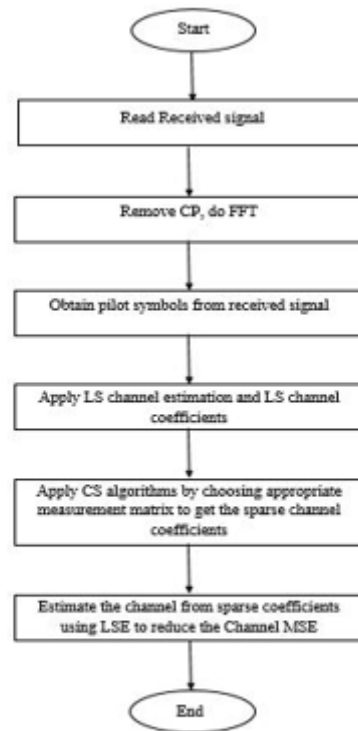 Start
Read Received signal
Remove CP, do FFT
Obtain pilot symbols from received signal
Apply LS channel estimation and LS channel
coefficients
Apply CS algorithms by choosing appropriate
measurement matrix to get the sparse channel
coefficients
Estimate the channel from sparse coefficients
using LSE to reduce the Channel MSE
End